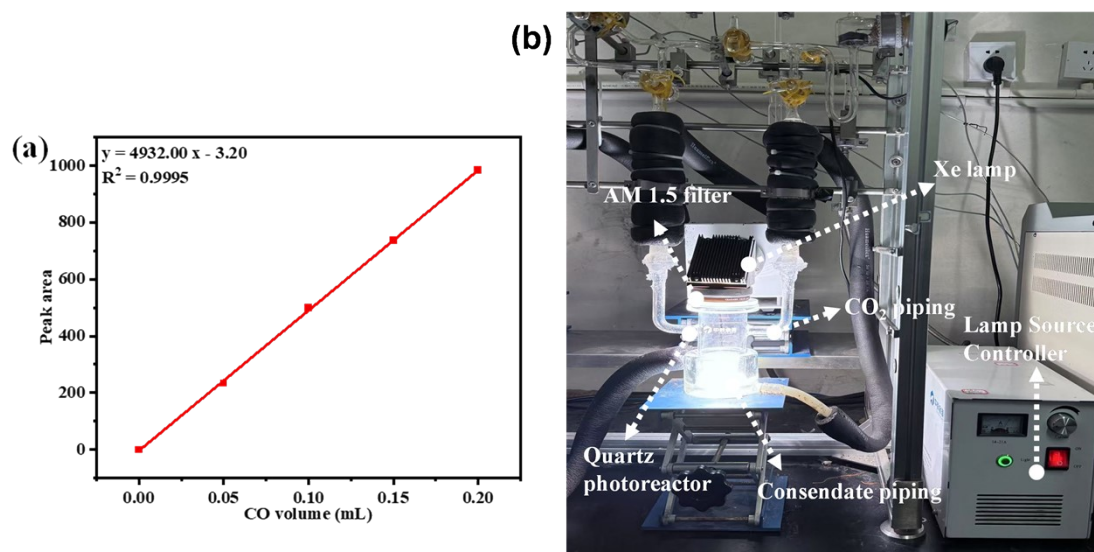 (a)
y = 4932.00 x - 3.20
R² = 0.9995
Peak area
1000
800
600
400
200
0
0.00 0.05 0.10 0.15 0.20
CO volume (mL)
(b)
AM 1.5 filter
Xe lamp
CO₂ piping
Lamp Source
Controller
Quartz
photoreactor
Consendate piping